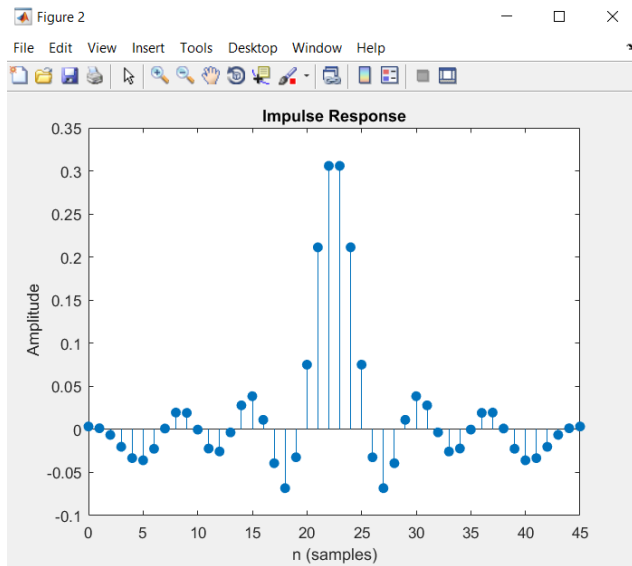 Figure 2
File Edit View Insert Tools Desktop Window Help
Impulse Response
0.35
0.3
0.25
0.2
0.15
0.1
0.05
0
-0.05
-0.1
Amplitude
0 5 10 15 20 25 30 35 40 45
n (samples)